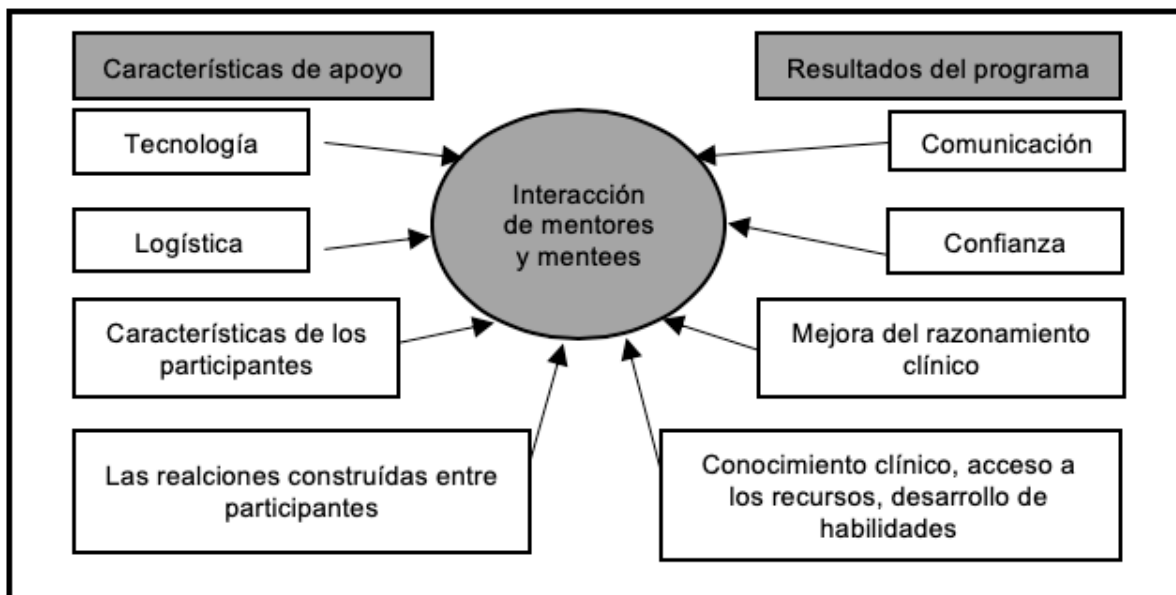 Características de apoyo
Resultados del programa
Tecnología
Comunicación
Interacción
de mentores
y mentees
Logística
Confianza
Características de los
participantes
Mejora del razonamiento
clínico
Las realciones construídas entre
participantes
Conocimiento clínico, acceso a
los recursos, desarrollo de
habilidades